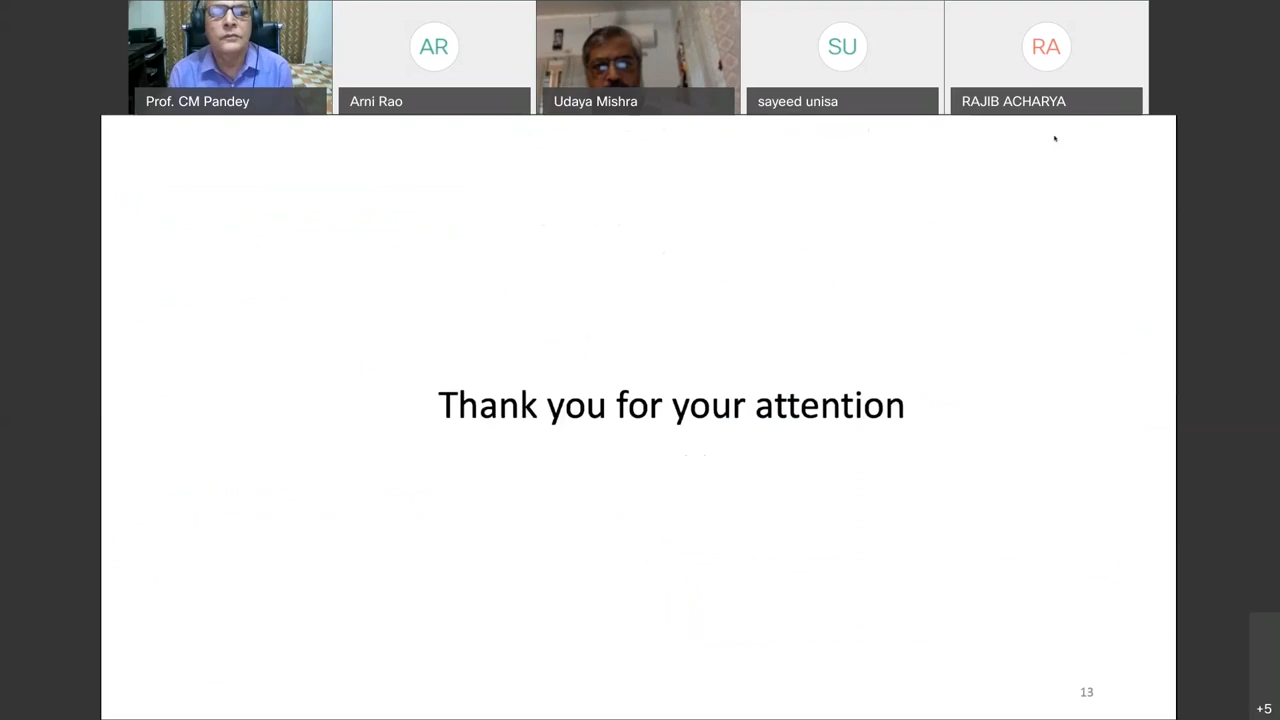 AR
SU
RA
Prof. CM Pandey
Arni Rao
Udaya Mishra
sayeed unisa
RAJIB ACHARYA
Thank you for your attention
13
+5